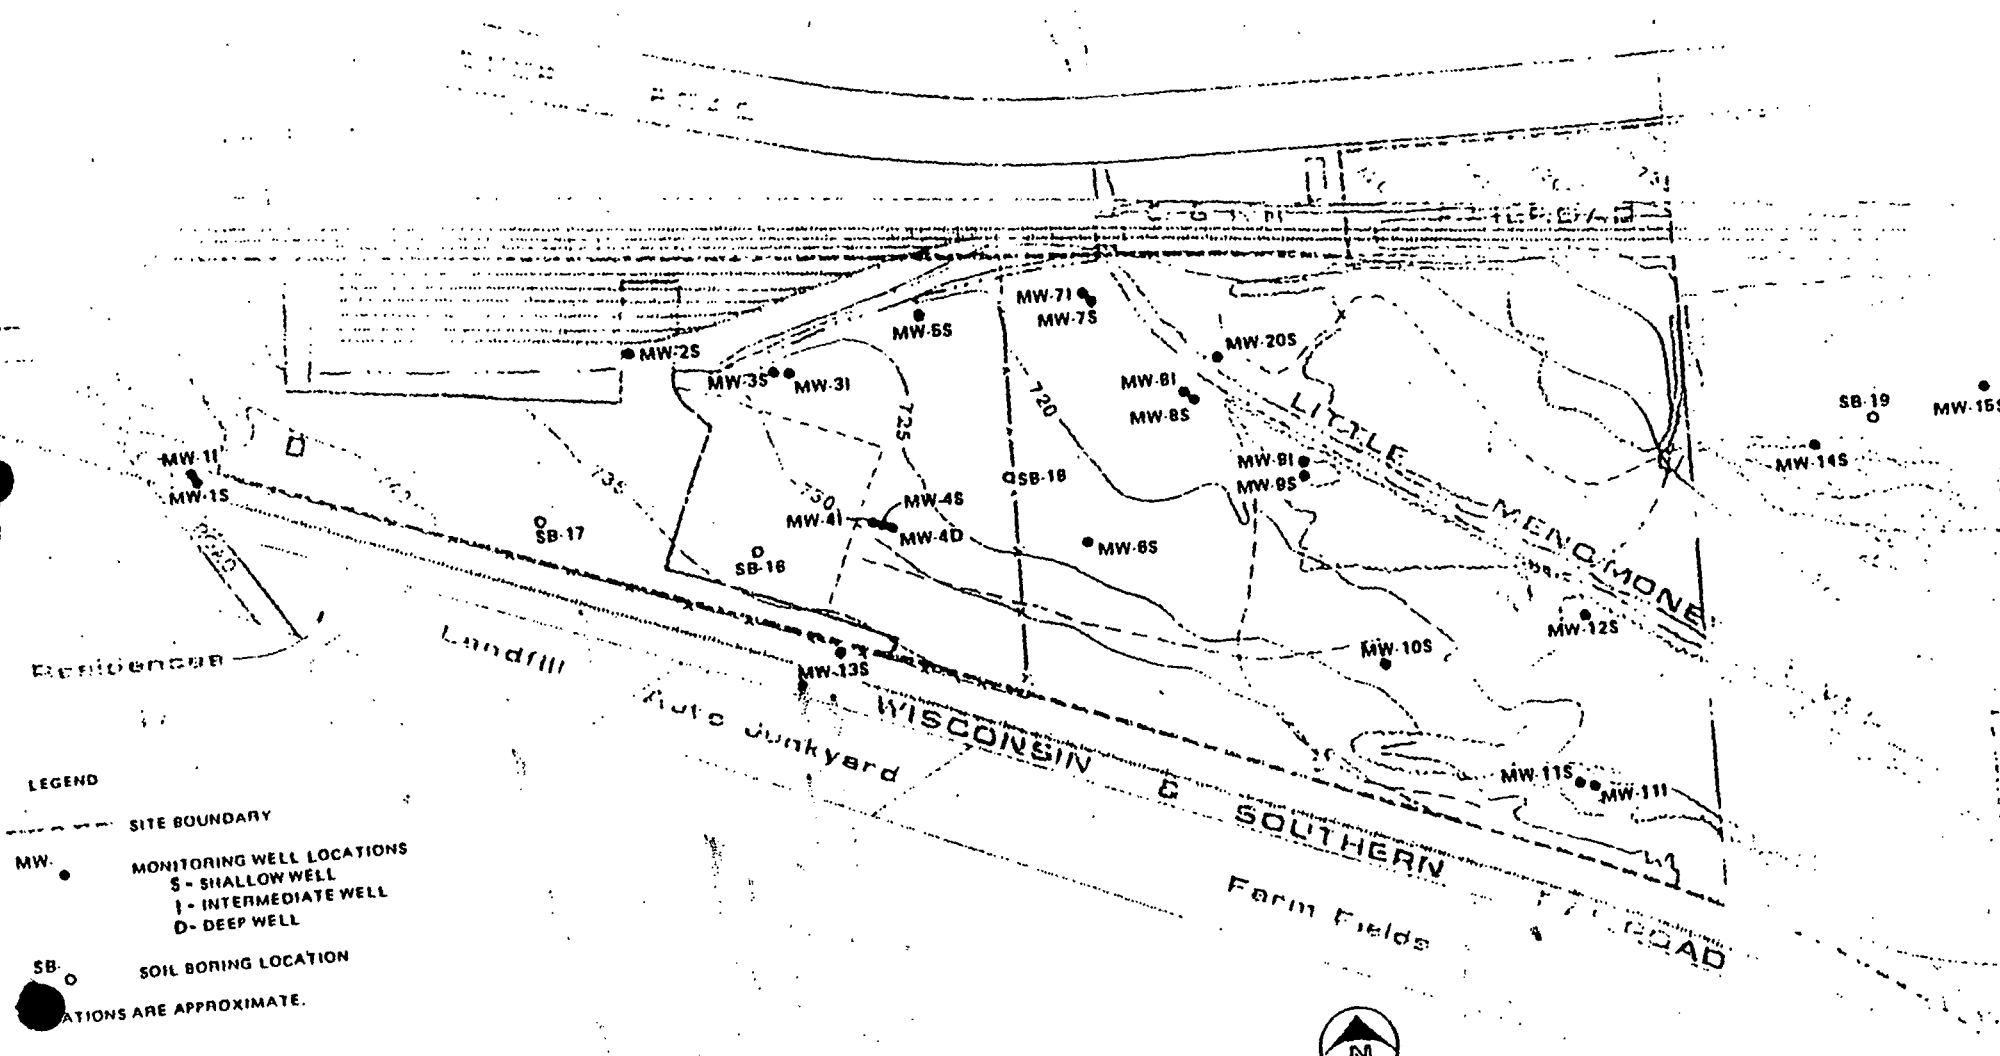 MW-7I
MW-7S
MW-5S
MW-20S
MW-2S
MW-3S
MW-3I
MW-8I
MW-8S
720
725
LITTLE
SB-19
MW-15S
MW-1I
MW-1S
735
730
SB-18
MW-9I
MW-9S
MW-14S
MW-4S
MW-4I
MW-4D
MENOMONE
SB-17
SB-16
MW-6S
ROAD
MW-12S
Residences
Landfill
MW-13S
MW-10S
Auto Junkyard
WISCONSIN & SOUTHERN
ROAD
MW-11S
MW-11I
Farm Fields
LEGEND
SITE BOUNDARY
MW-
MONITORING WELL LOCATIONS
S - SHALLOW WELL
I - INTERMEDIATE WELL
D- DEEP WELL
SB-
SOIL BORING LOCATION
ATIONS ARE APPROXIMATE.
N